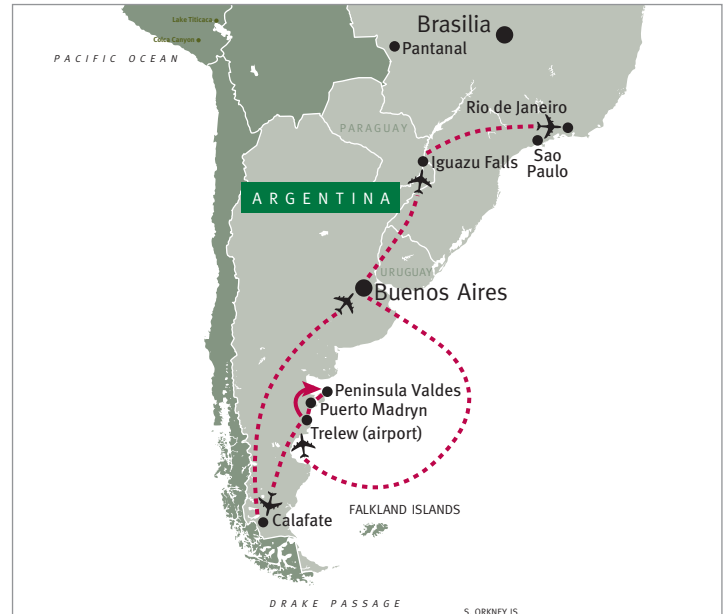 Brasilia
Lake Titicaca
Colca Canyon
PACIFIC OCEAN
Pantanal
Rio de Janeiro
PARAGUAY
Iguazu Falls
Sao
Paulo
ARGENTINA
URUGUAY
Buenos Aires
Peninsula Valdes
Puerto Madryn
Trelew (airport)
FALKLAND ISLANDS
Calafate
DRAKE PASSAGE
S. ORKNEY IS.